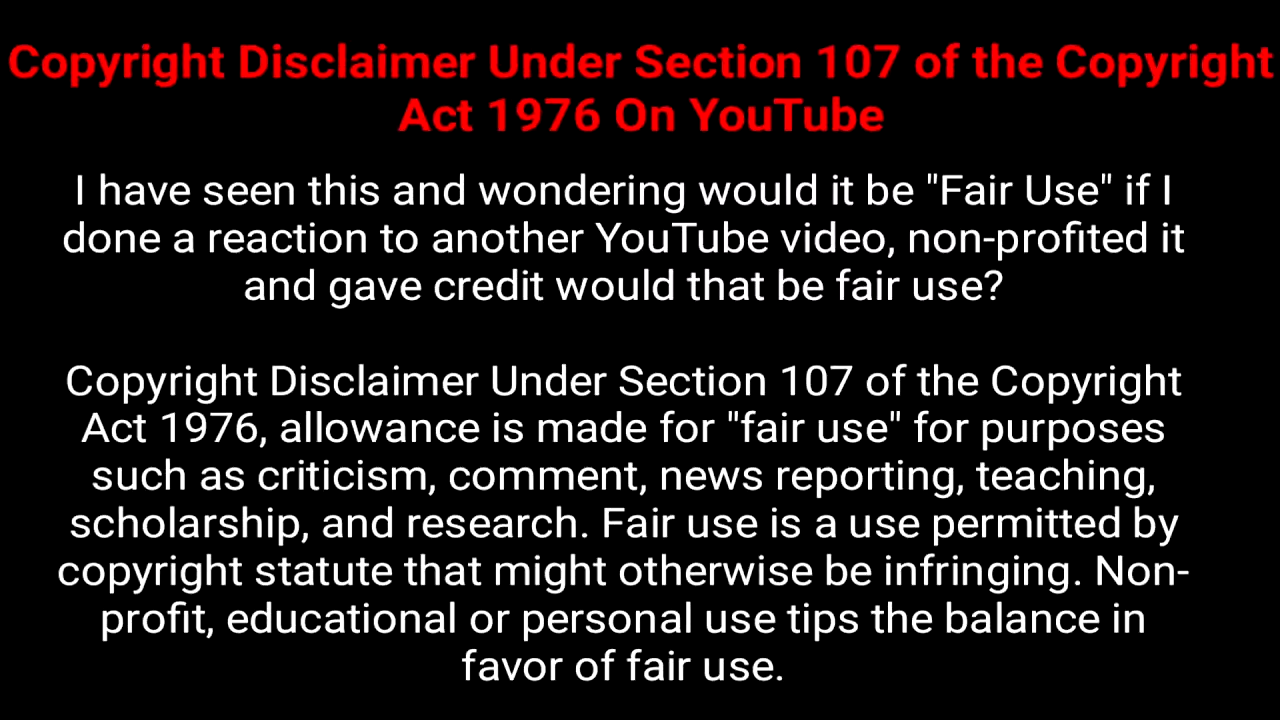 Copyright Disclaimer Under Section 107 of the Copyright
Act 1976 On YouTube
I have seen this and wondering would it be "Fair Use" if I
done a reaction to another YouTube video, non-profited it
and gave credit would that be fair use?
Copyright Disclaimer Under Section 107 of the Copyright
Act 1976, allowance is made for "fair use" for purposes
such as criticism, comment, news reporting, teaching,
scholarship, and research. Fair use is a use permitted by
copyright statute that might otherwise be infringing. Non-
profit, educational or personal use tips the balance in
favor of fair use.